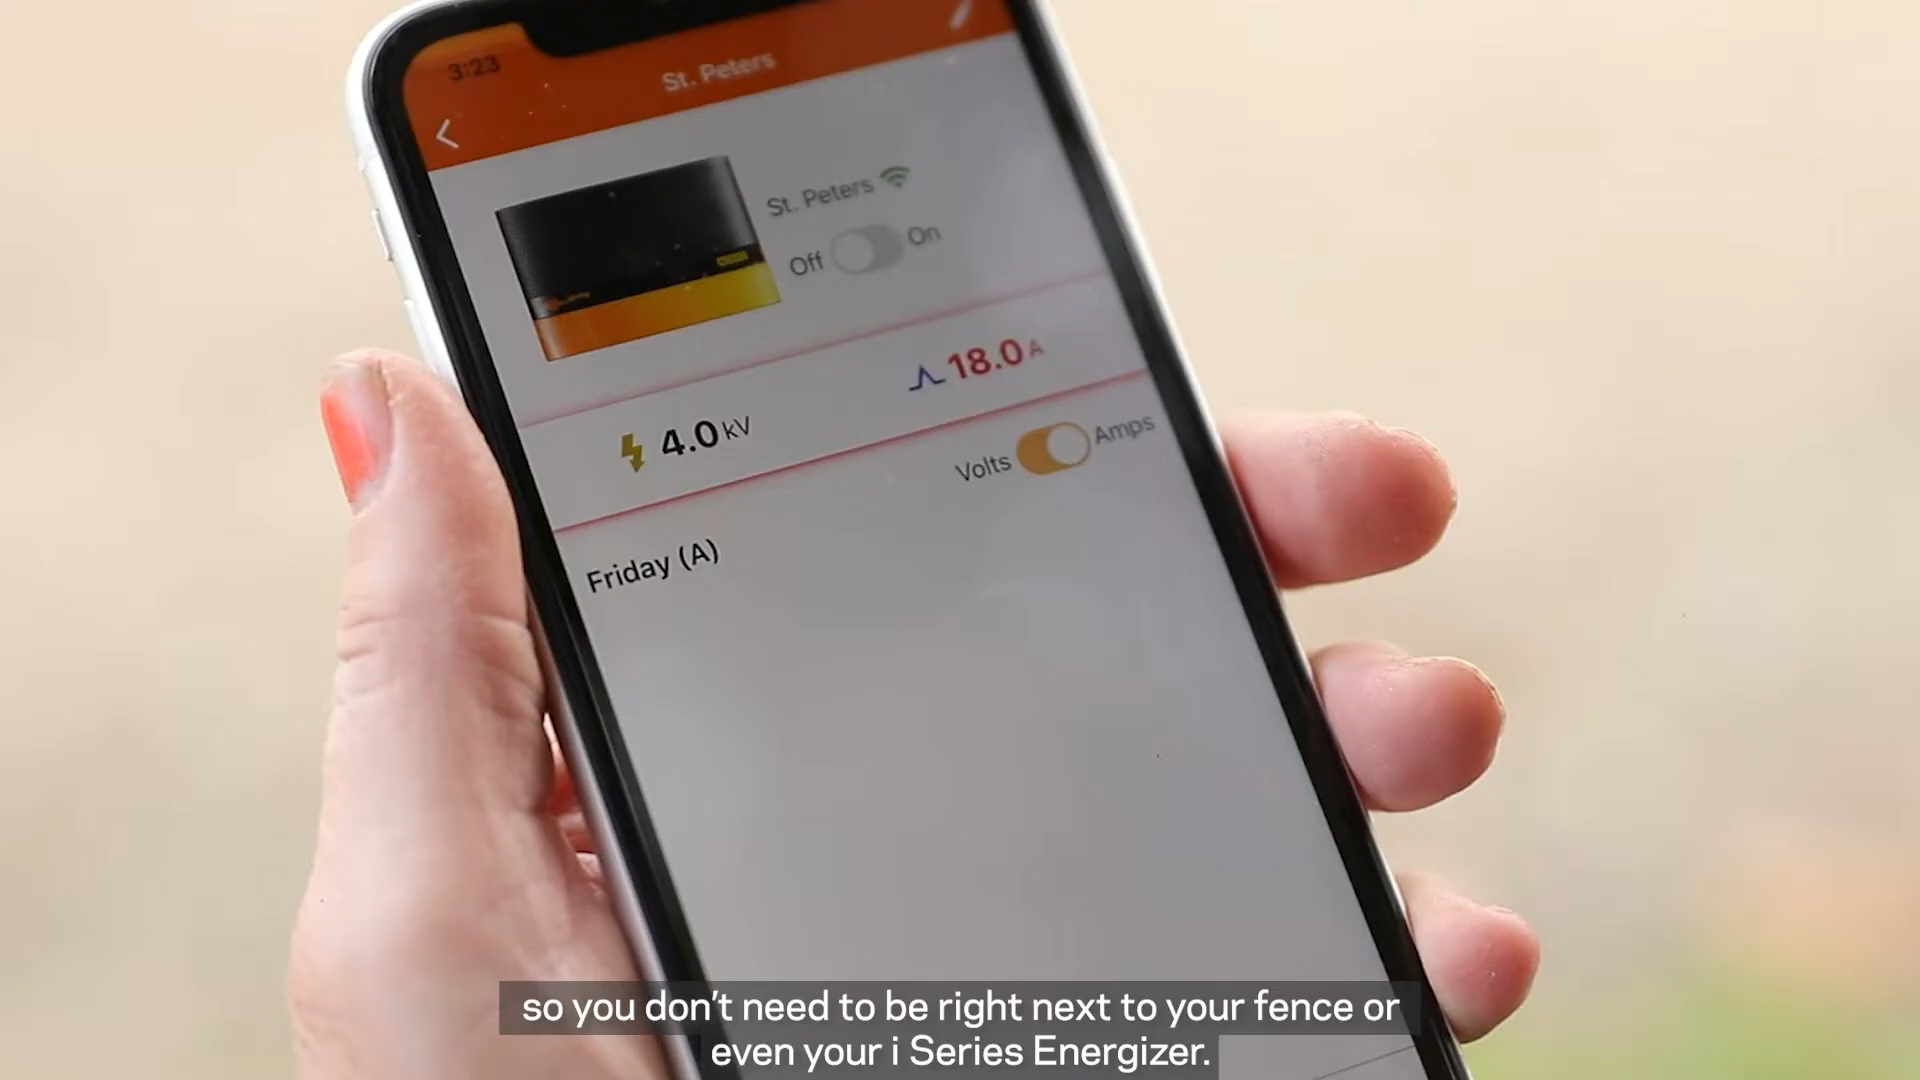 3:23
St. Peters
St. Peters
Off On
4.0 kV
18.0 A
Volts Amps
Friday (A)
so you don't need to be right next to your fence or
even your i Series Energizer.